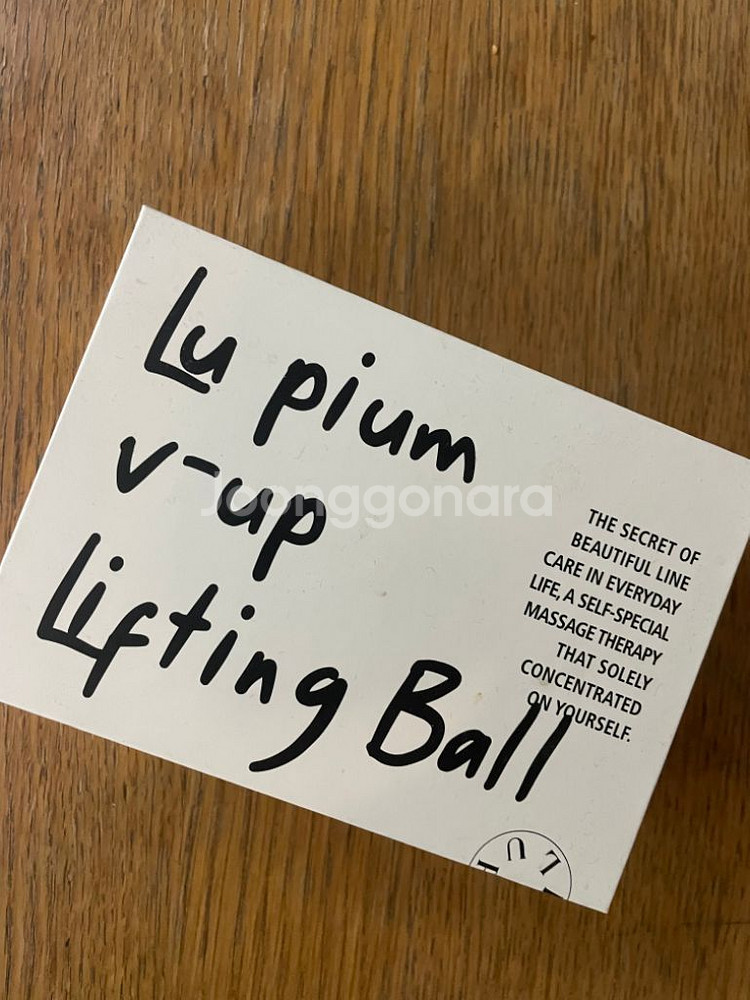 Lu pium
v-up
Lifting Ball
THE SECRET OF
BEAUTIFUL LINE
CARE IN EVERYDAY
LIFE, A SELF-SPECIAL
MASSAGE THERAPY
THAT SOLELY
CONCENTRATED
ON YOURSELF.
Joonggonara